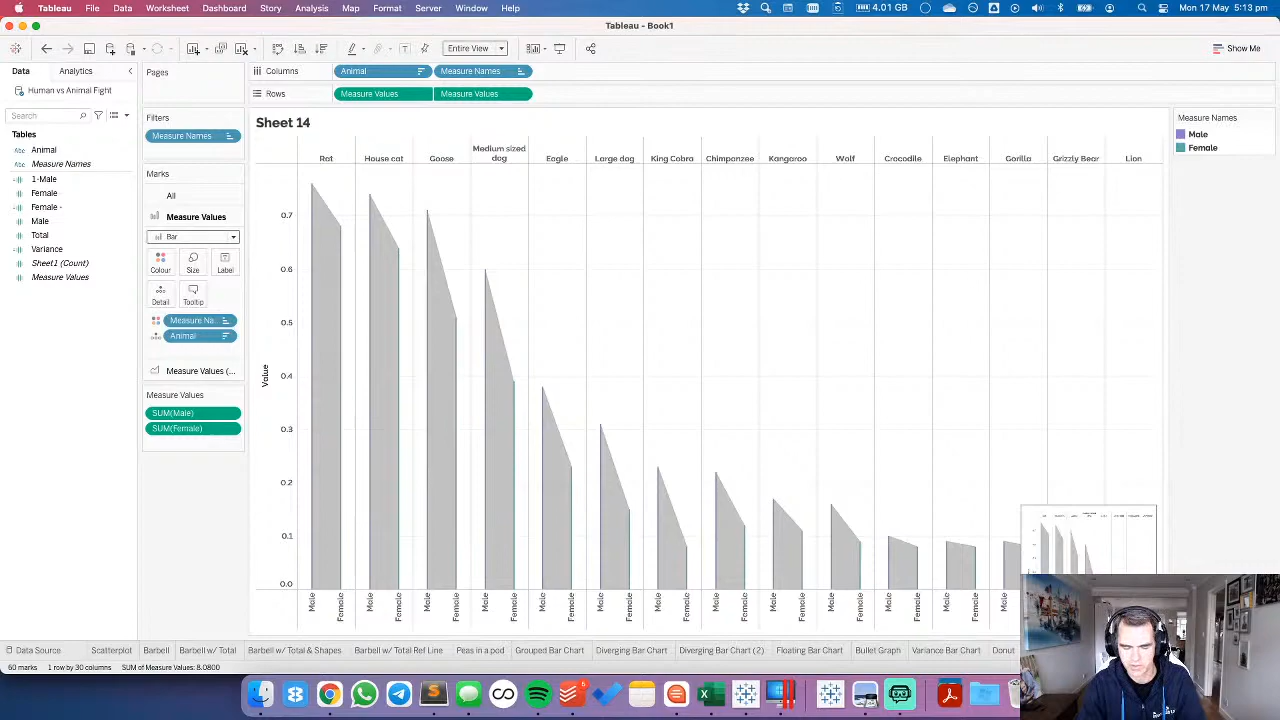 Tableau File Data Worksheet Dashboard Story Analysis Map Format Server Window Help 4.01 GB Mon 17 May 5:13 pm
Tableau - Book1
Entire View Show Me
Data Analytics
Human vs Animal Fight
Search
Tables
Abc Animal
Abc Measure Names
1-Male
Female
Female -
Male
Total
Variance
Sheet1 (Count)
Measure Values
Pages
Filters
Measure Names
Marks
All
Measure Values
Bar
Colour Size Label
Detail Tooltip
Measure Na
Animal
Measure Values (...
Measure Values
SUM(Male)
SUM(Female)
Columns Animal Measure Names
Rows Measure Values Measure Values
Sheet 14
Rat House cat Goose Medium sized dog Eagle Large dog King Cobra Chimpanzee Kangaroo Wolf Crocodile Elephant Gorilla Grizzly Bear Lion
Value
0.7
0.6
0.5
0.4
0.3
0.2
0.1
0.0
Male Female Male Female Male Female Male Female Male Female Male Female Male Female Male Female Male Female Male Female Male Female Male Female Male
Measure Names
Male
Female
Data Source Scatterplot Barbell Barbell w/ Total Barbell w/ Total & Shapes Barbell w/ Total Ref Line Peas in a pod Grouped Bar Chart Diverging Bar Chart Diverging Bar Chart (2) Floating Bar Chart Bullet Graph Variance Bar Chart Donut
60 marks 1 row by 30 columns SUM of Measure Values: 8.0800